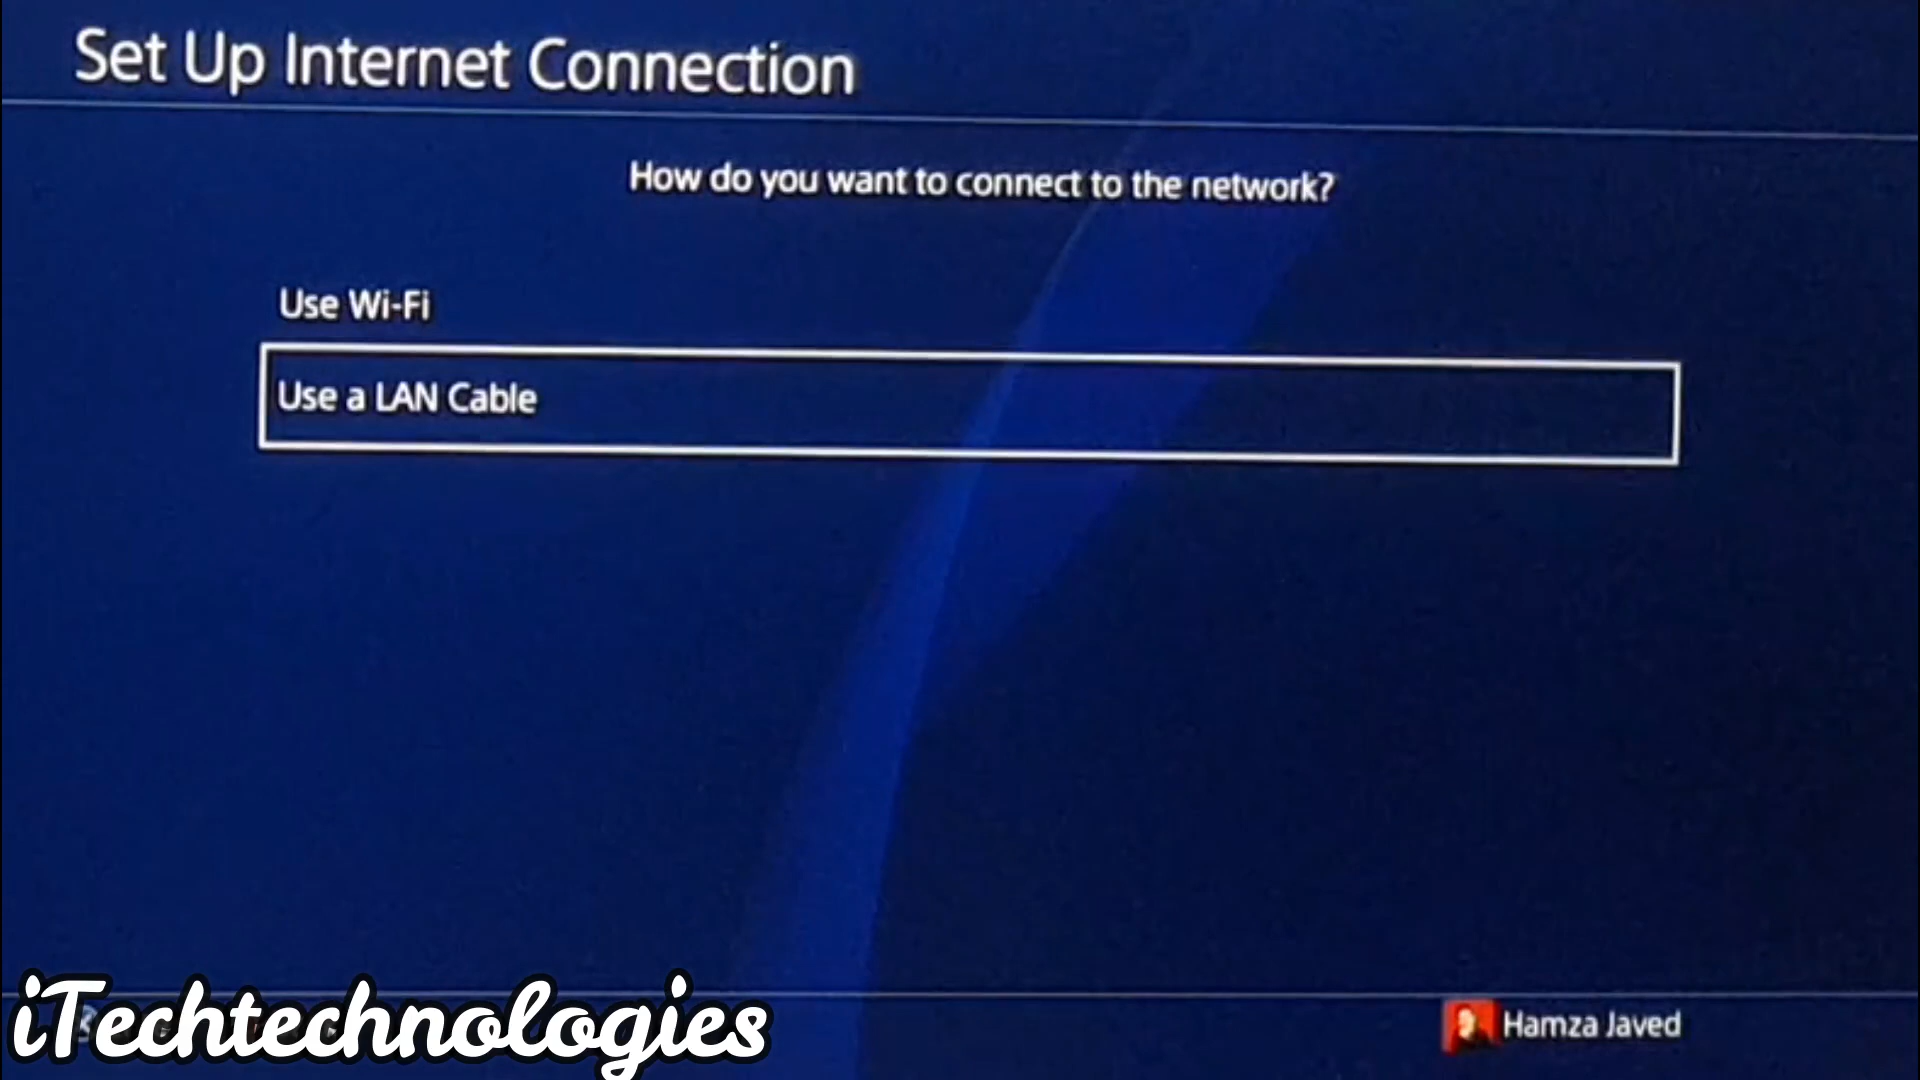 Set Up Internet Connection
How do you want to connect to the network?
Use Wi-Fi
Use a LAN Cable
iTechtechnologies
Hamza Javed